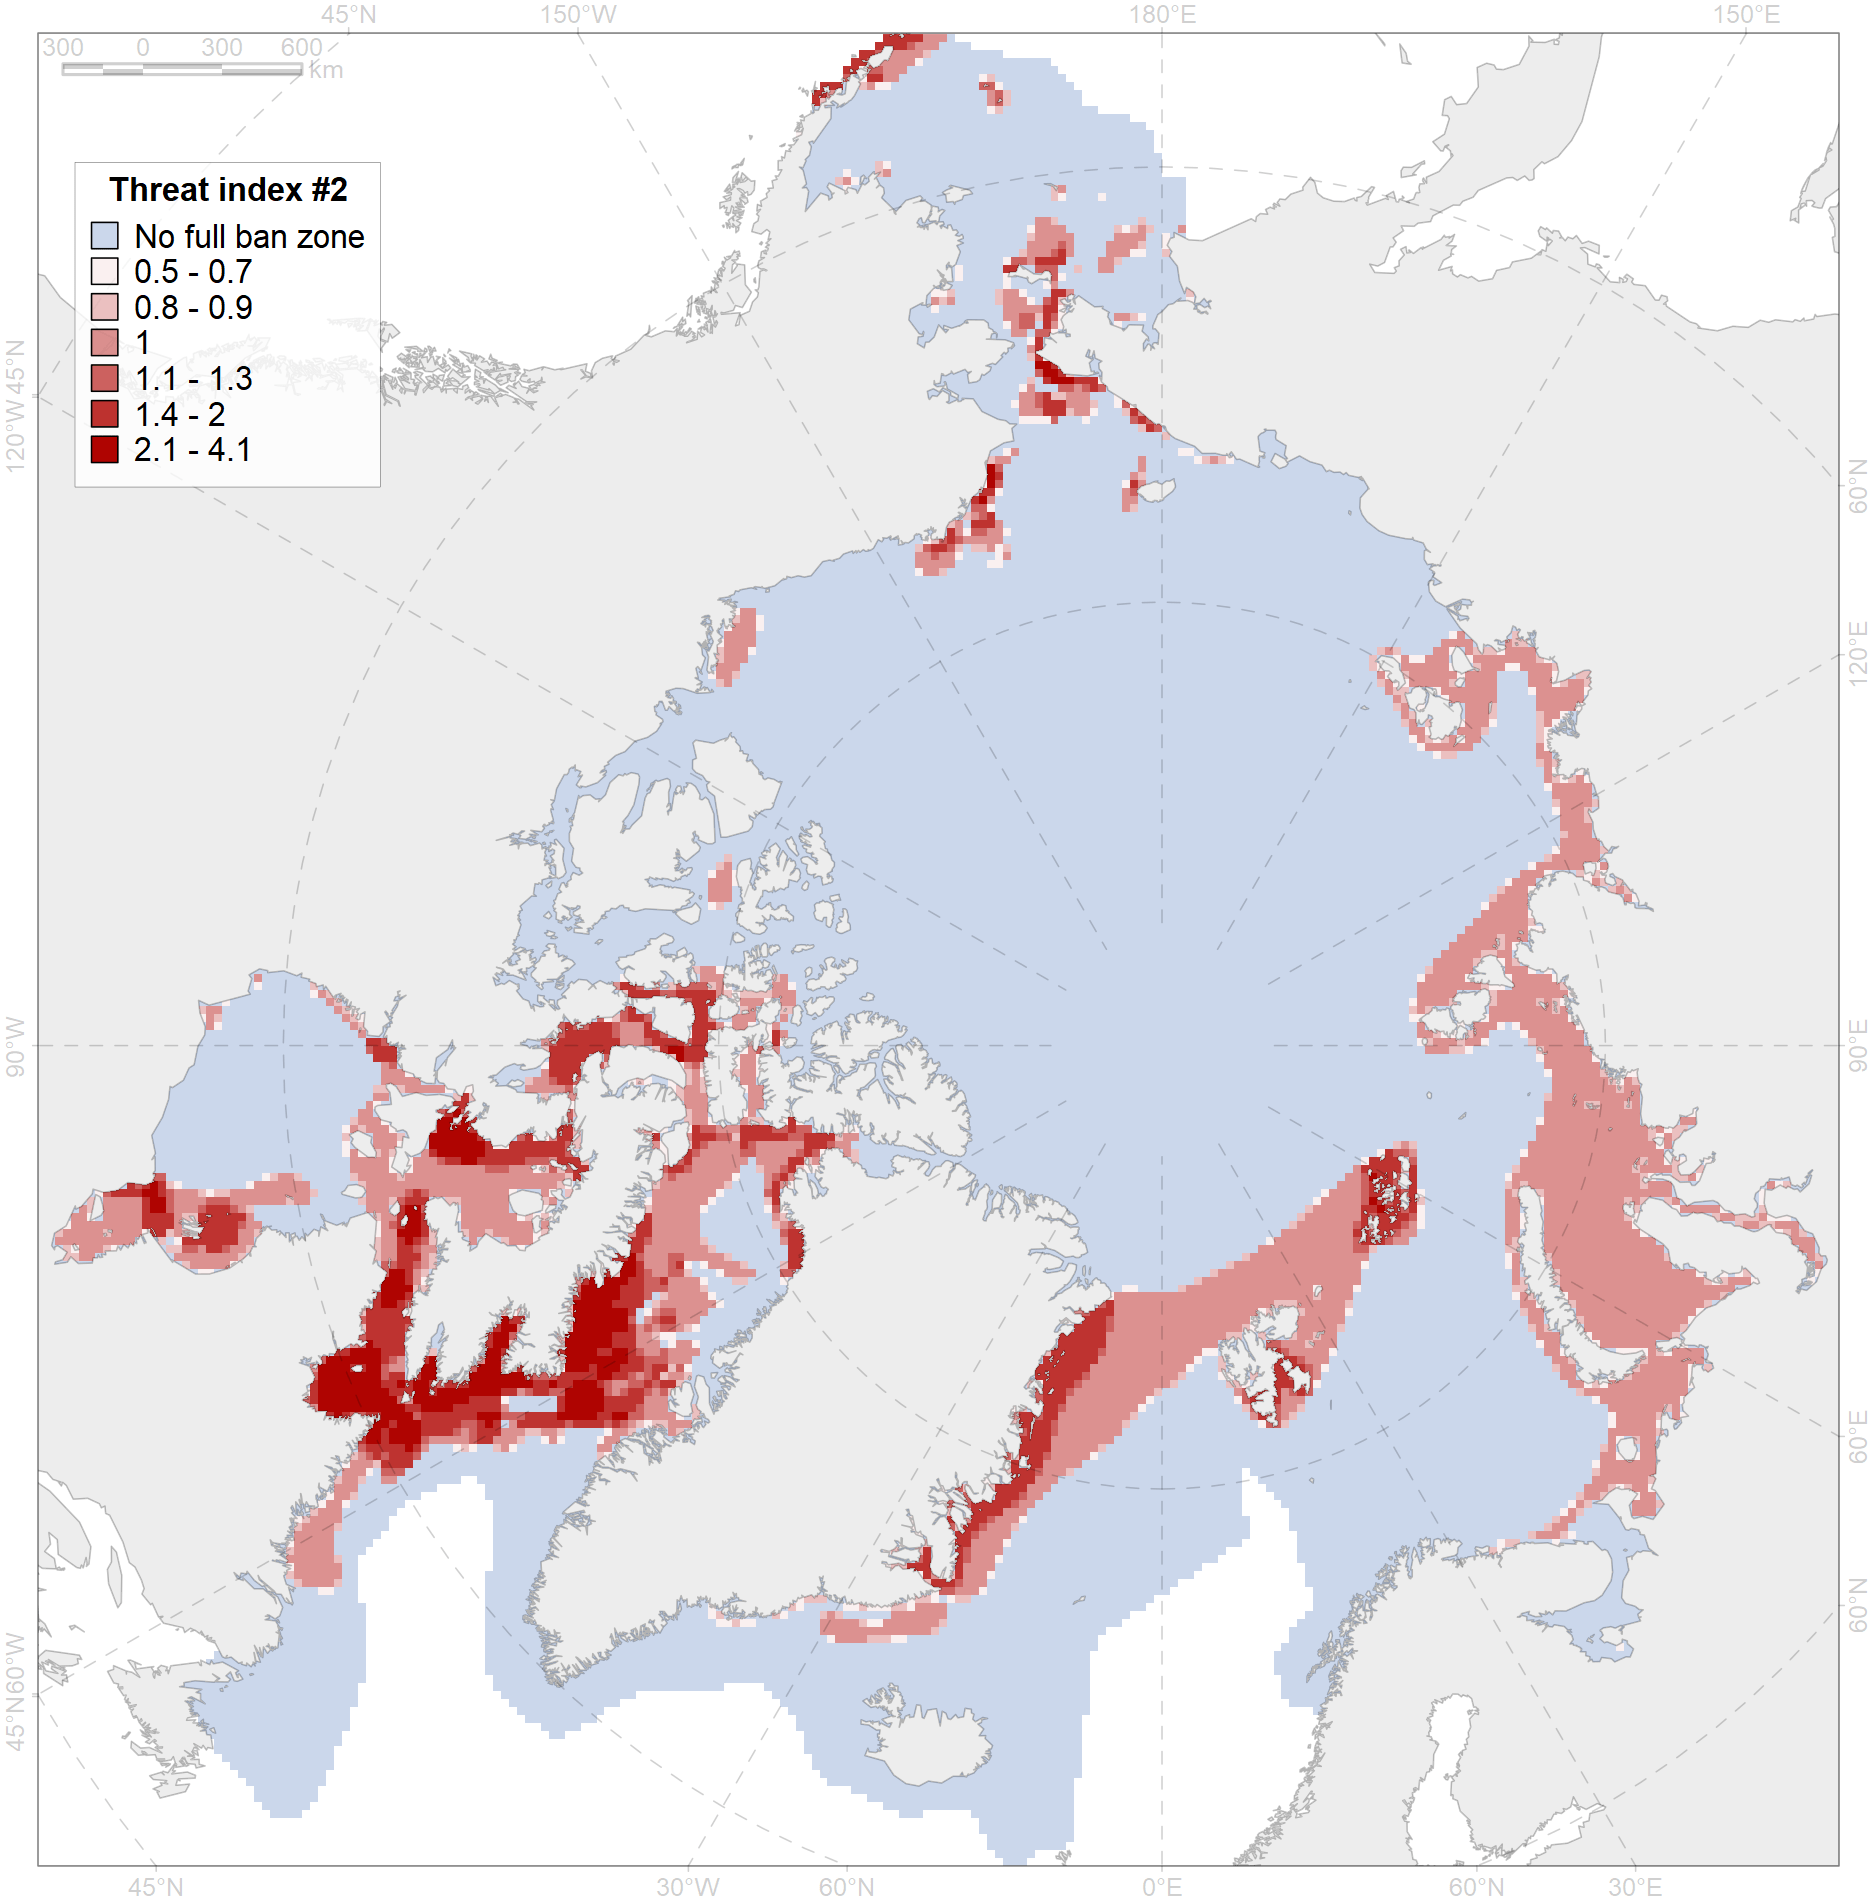 45°N 150°W 180°E 150°E
300 0 300 600
km
Threat index #2
No full ban zone
0.5 - 0.7
0.8 - 0.9
1
1.1 - 1.3
1.4 - 2
2.1 - 4.1
45°N
120°W
90°W
60°W
45°N
60°N
120°E
90°E
60°E
60°N
45°N 30°W 60°N 0°E 60°N 30°E